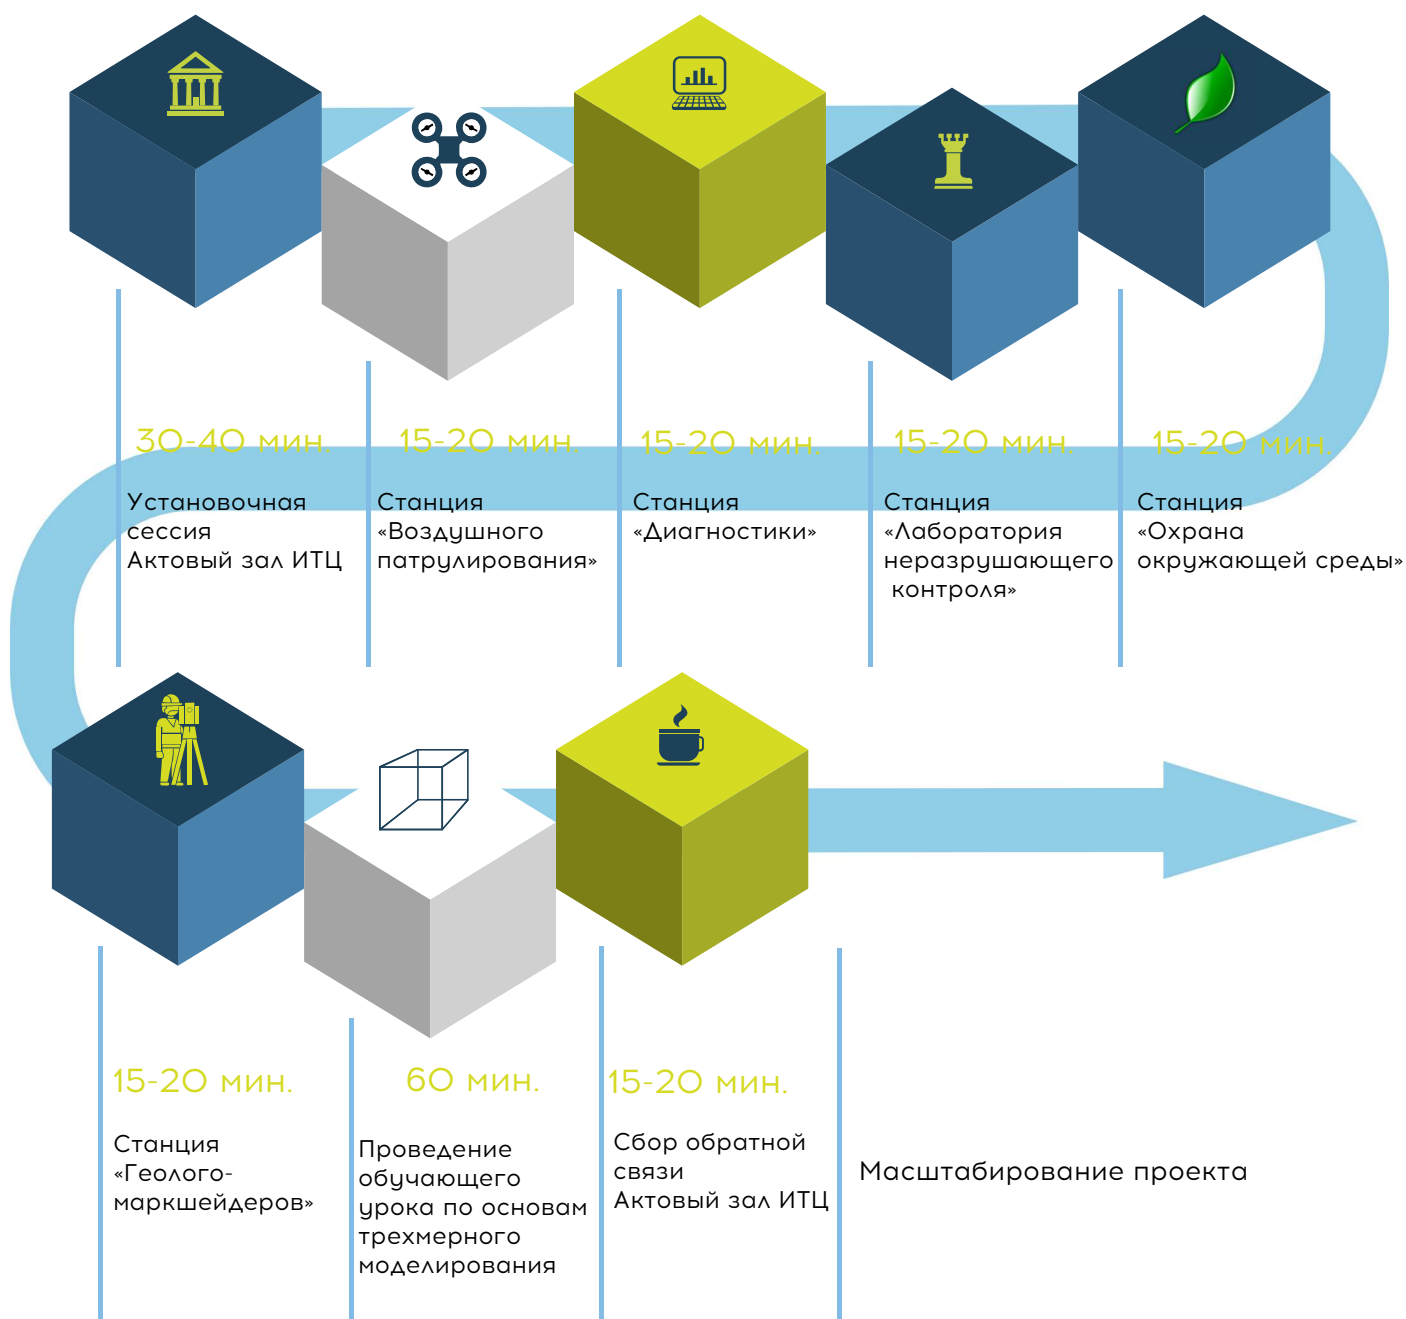 30-40 мин.
Установочная
сессия
Актовый зал ИТЦ
15-20 мин.
Станция
«Воздушного
патрулирования»
15-20 мин.
Станция
«Диагностики»
15-20 мин.
Станция
«Лаборатория
неразрушающего
контроля»
15-20 мин.
Станция
«Охрана
окружающей среды»
15-20 мин.
Станция
«Геолого-
маркшейдеров»
60 мин.
Проведение
обучающего
урока по основам
трехмерного
моделирования
15-20 мин.
Сбор обратной
связи
Актовый зал ИТЦ
Масштабирование проекта